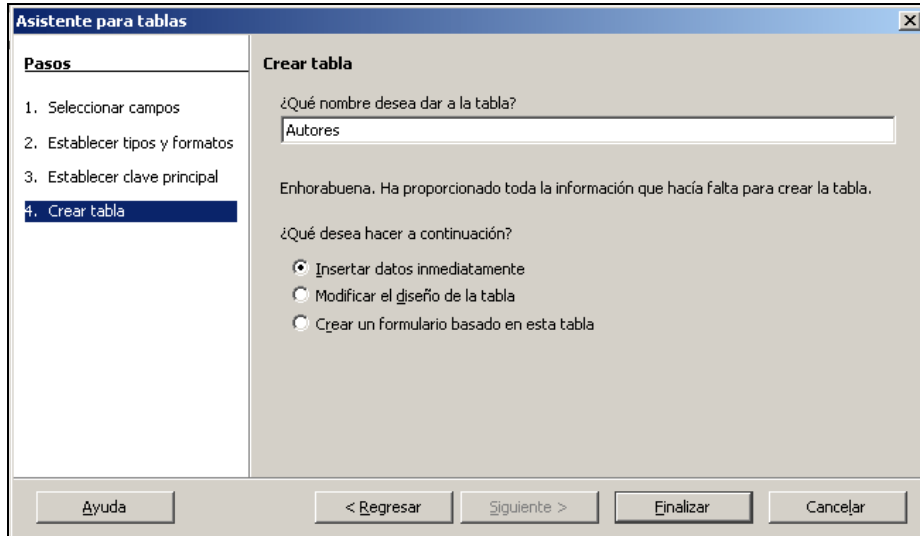 Asistente para tablas
Pasos
1. Seleccionar campos
2. Establecer tipos y formatos
3. Establecer clave principal
4. Crear tabla
Crear tabla
¿Qué nombre desea dar a la tabla?
Autores
Enhorabuena. Ha proporcionado toda la información que hacía falta para crear la tabla.
¿Qué desea hacer a continuación?
Insertar datos inmediatamente
Modificar el diseño de la tabla
Crear un formulario basado en esta tabla
Ayuda
< Regresar
Siguiente >
Finalizar
Cancelar